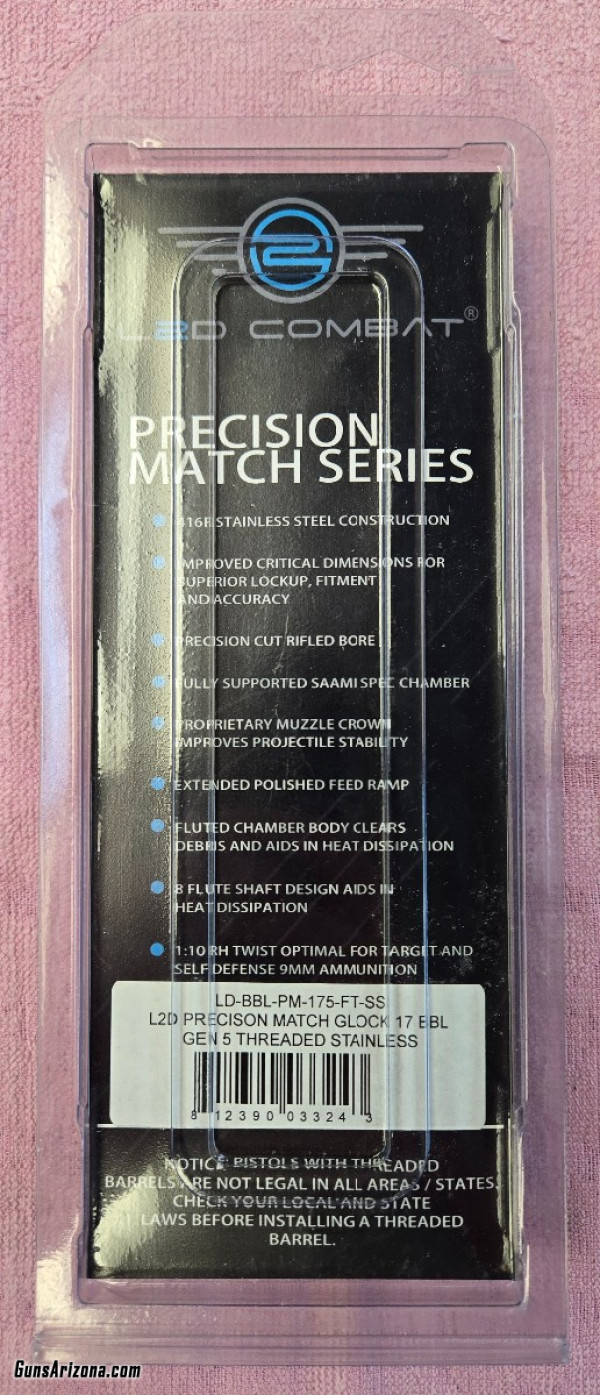 2
L2D COMBAT®
PRECISION
MATCH SERIES
416R STAINLESS STEEL CONSTRUCTION
IMPROVED CRITICAL DIMENSIONS FOR
SUPERIOR LOCKUP, FITMENT
AND ACCURACY
PRECISION CUT RIFLED BORE
FULLY SUPPORTED SAAMI SPEC CHAMBER
PROPRIETARY MUZZLE CROWN
IMPROVES PROJECTILE STABILITY
EXTENDED POLISHED FEED RAMP
FLUTED CHAMBER BODY CLEARS
DEBRIS AND AIDS IN HEAT DISSIPATION
8 FLUTE SHAFT DESIGN AIDS IN
HEAT DISSIPATION
1:10 RH TWIST OPTIMAL FOR TARGET AND
SELF DEFENSE 9MM AMMUNITION
LD-BBL-PM-175-FT-SS
L2D PRECISON MATCH GLOCK 17 BBL
GEN 5 THREADED STAINLESS
8 12390 03324 3
NOTICE: PISTOLS WITH THREADED
BARRELS ARE NOT LEGAL IN ALL AREAS / STATES.
CHECK YOUR LOCAL AND STATE
LAWS BEFORE INSTALLING A THREADED
BARREL.
GunsArizona.com